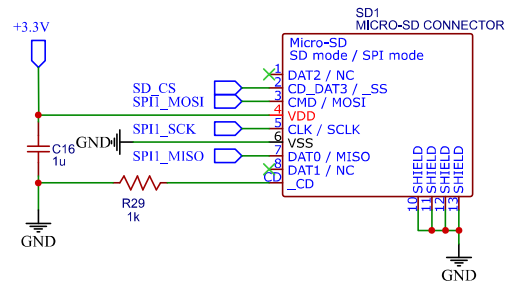 SD1
MICRO-SD CONNECTOR
+3.3V
Micro-SD
SD mode / SPI mode
1 DAT2 / NC
SD_CS 2 CD_DAT3 / _SS
SPI1_MOSI 3 CMD / MOSI
4 VDD
SPI1_SCK 5 CLK / SCLK
C16 GND 6 VSS
1u
SPI1_MISO 7 DAT0 / MISO
8 DAT1 / NC
CD _CD
R29
1k
10 SHIELD
11 SHIELD
12 SHIELD
13 SHIELD
GND
GND